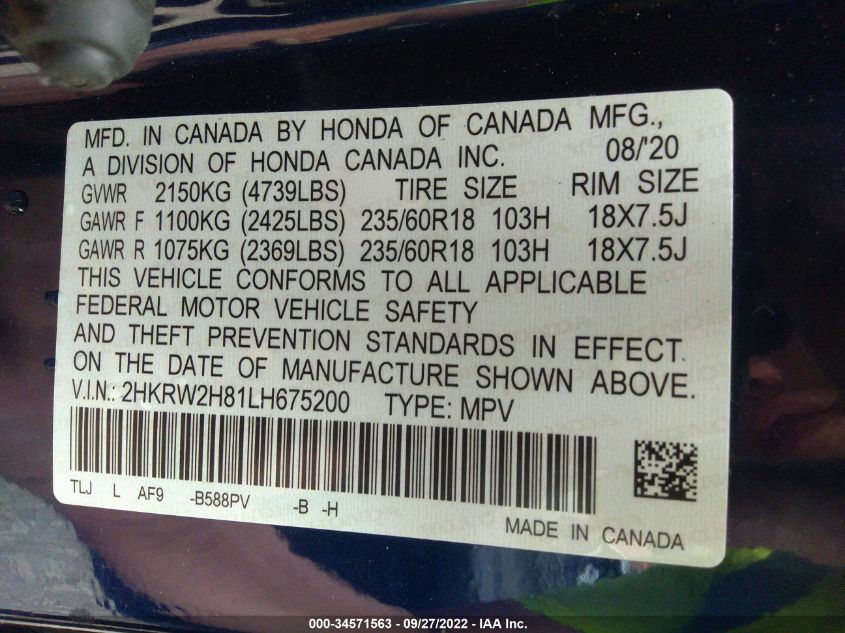 MFD. IN CANADA BY HONDA OF CANADA MFG.,
A DIVISION OF HONDA CANADA INC. 08/'20
GVWR 2150KG (4739LBS) TIRE SIZE RIM SIZE
GAWR F 1100KG (2425LBS) 235/60R18 103H 18X7.5J
GAWR R 1075KG (2369LBS) 235/60R18 103H 18X7.5J
THIS VEHICLE CONFORMS TO ALL APPLICABLE
FEDERAL MOTOR VEHICLE SAFETY
AND THEFT PREVENTION STANDARDS IN EFFECT.
ON THE DATE OF MANUFACTURE SHOWN ABOVE.
V.I.N.: 2HKRW2H81LH675200 TYPE: MPV
TLJ L AF9 -B588PV -B -H
MADE IN CANADA
000-34571563 - 09/27/2022 - IAA Inc.